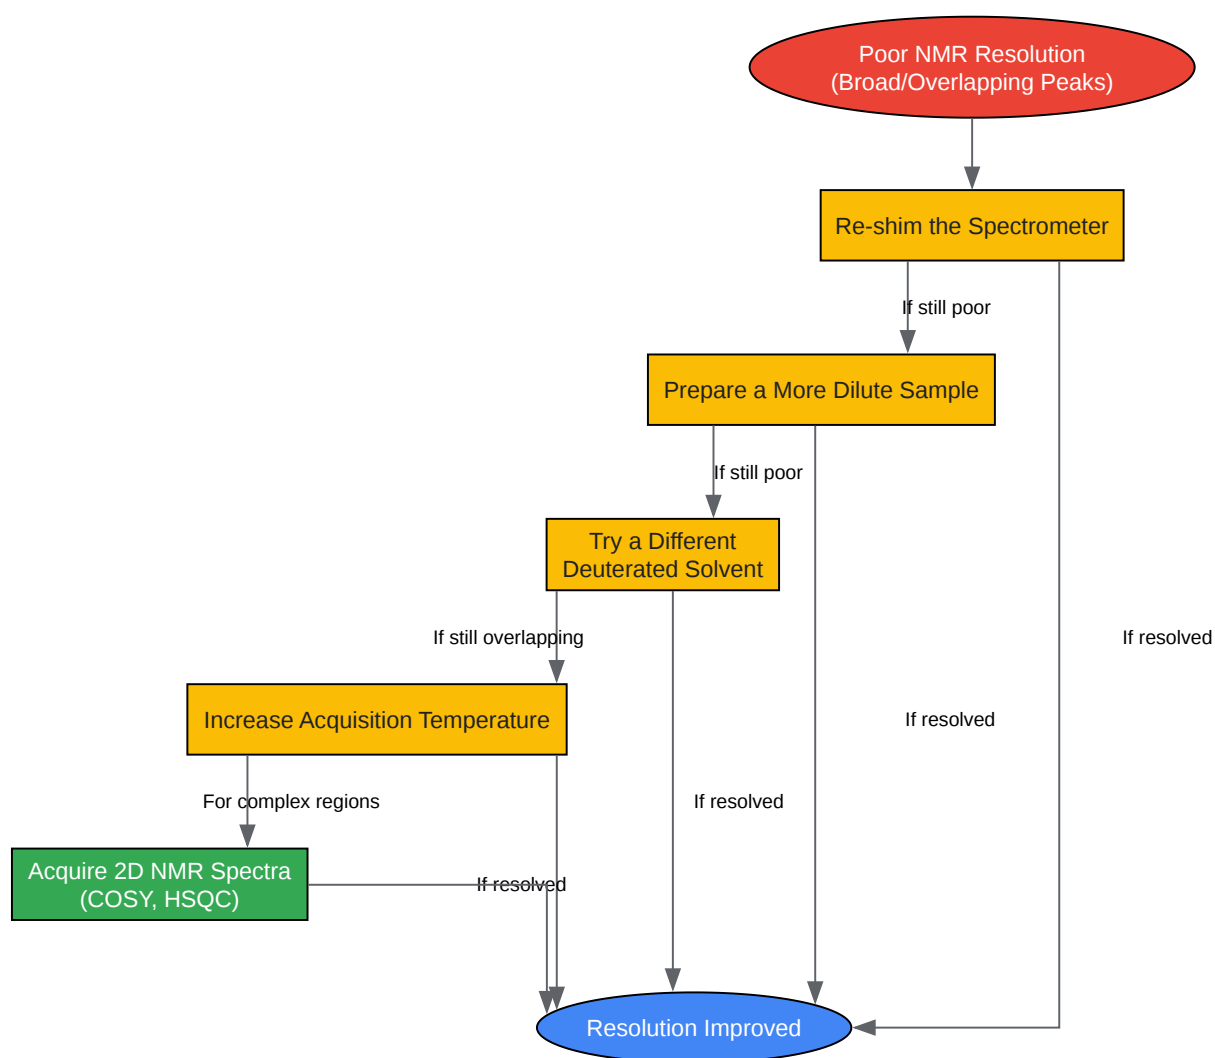 Poor NMR Resolution
(Broad/Overlapping Peaks)
Re-shim the Spectrometer
If still poor
Prepare a More Dilute Sample
If still poor
Try a Different
Deuterated Solvent
If still overlapping
If resolved
Increase Acquisition Temperature
If resolved
For complex regions
If resolved
Acquire 2D NMR Spectra
(COSY, HSQC)
If resolved
Resolution Improved